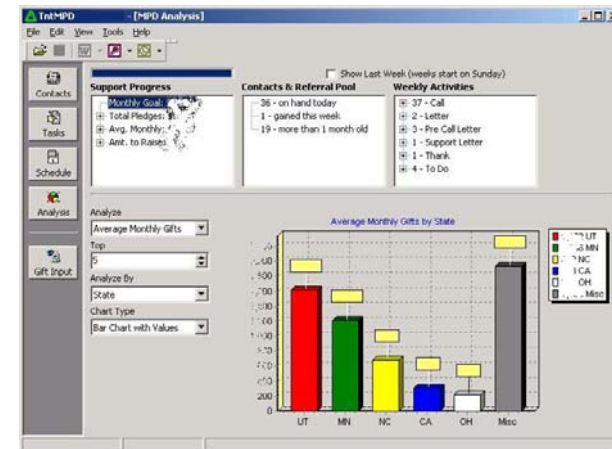 TntMPD - [MPD Analysis]
File Edit View Tools Help
Show Last Week (weeks start on Sunday)
Contacts
Tasks
Schedule
Analysis
Gift Input
Support Progress
Monthly Goal:
Total Pledges:
Avg. Monthly:
Amt. to Raise:
Contacts & Referral Pool
36 - on hand today
1 - gained this week
19 - more than 1 month old
Weekly Activities
37 - Call
2 - Letter
3 - Pre Call Letter
1 - Support Letter
1 - Thank
4 - To Do
Analyze
Average Monthly Gifts
Top
5
Analyze By
State
Chart Type
Bar Chart with Values
Average Monthly Gifts by State
200
0
UT MN NC CA OH Misc
UT
MN
NC
CA
OH
Misc